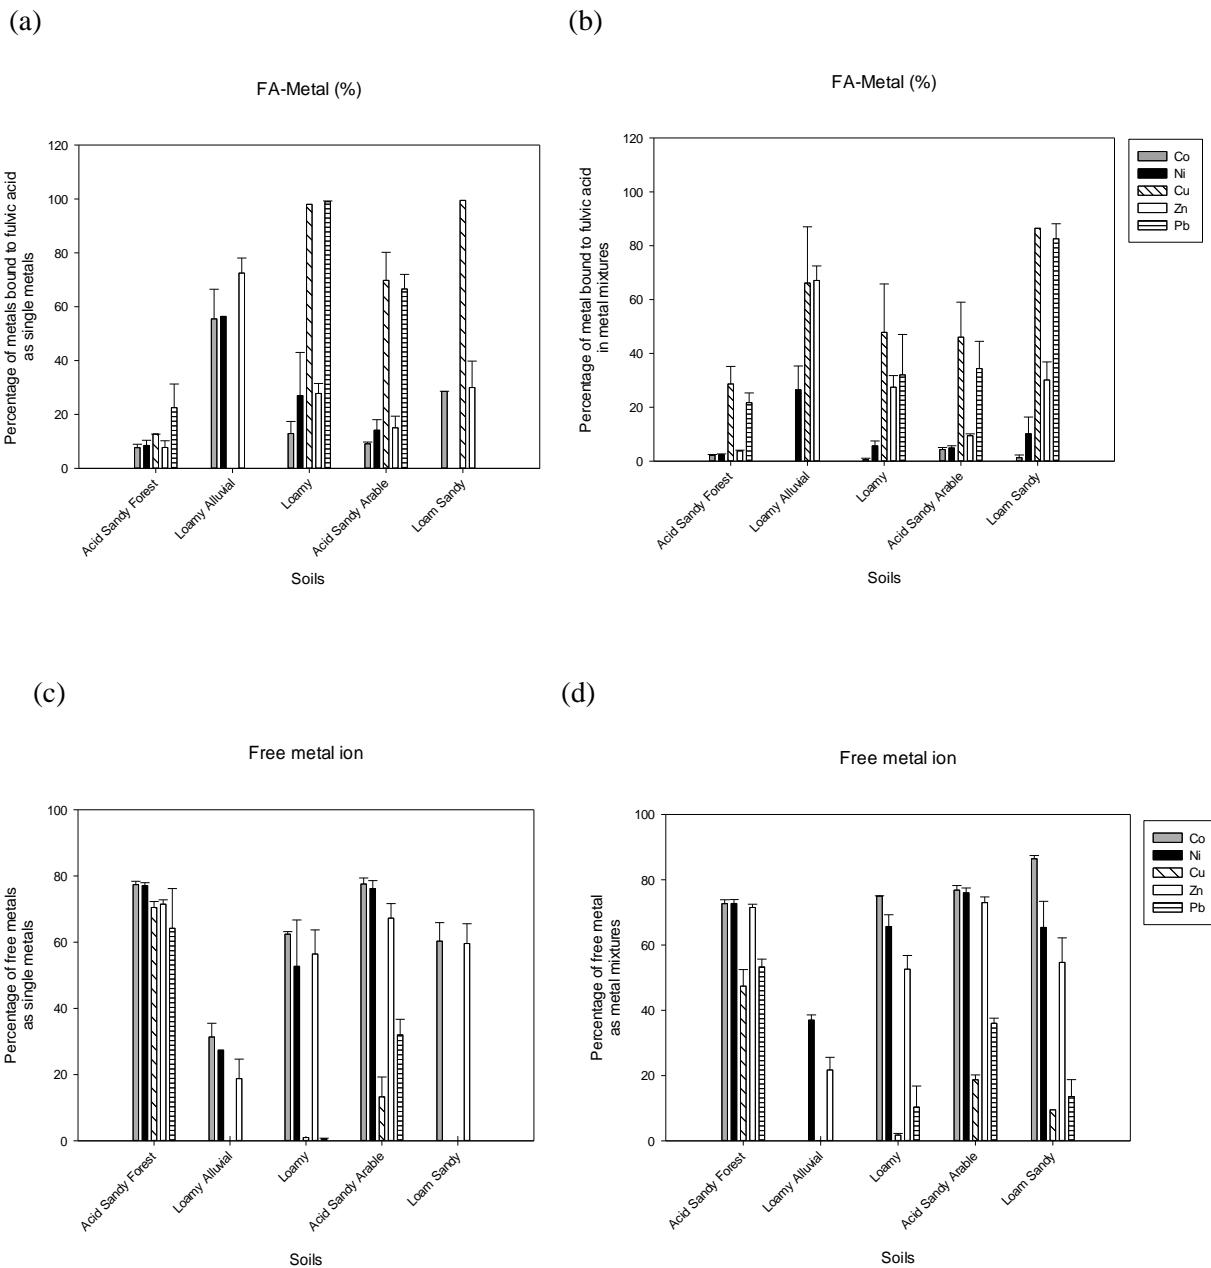 (a)
(b)
FA-Metal (%)
Percentage of metals bound to fulvic acid
as single metals
120
100
80
60
40
20
0
Acid Sandy Forest
Loamy Alluvial
Loamy
Acid Sandy Arable
Loam Sandy
Soils
FA-Metal (%)
Percentage of metal bound to fulvic acid
in metal mixtures
120
100
80
60
40
20
0
Acid Sandy Forest
Loamy Alluvial
Loamy
Acid Sandy Arable
Loam Sandy
Soils
Co
Ni
Cu
Zn
Pb
(c)
(d)
Free metal ion
Percentage of free metals
as single metals
100
80
60
40
20
0
Acid Sandy Forest
Loamy Alluvial
Loamy
Acid Sandy Arable
Loam Sandy
Soils
Free metal ion
Percentage of free metal
as metal mixtures
100
80
60
40
20
0
Acid Sandy Forest
Loamy Alluvial
Loamy
Acid Sandy Arable
Loam Sandy
Soils
Co
Ni
Cu
Zn
Pb